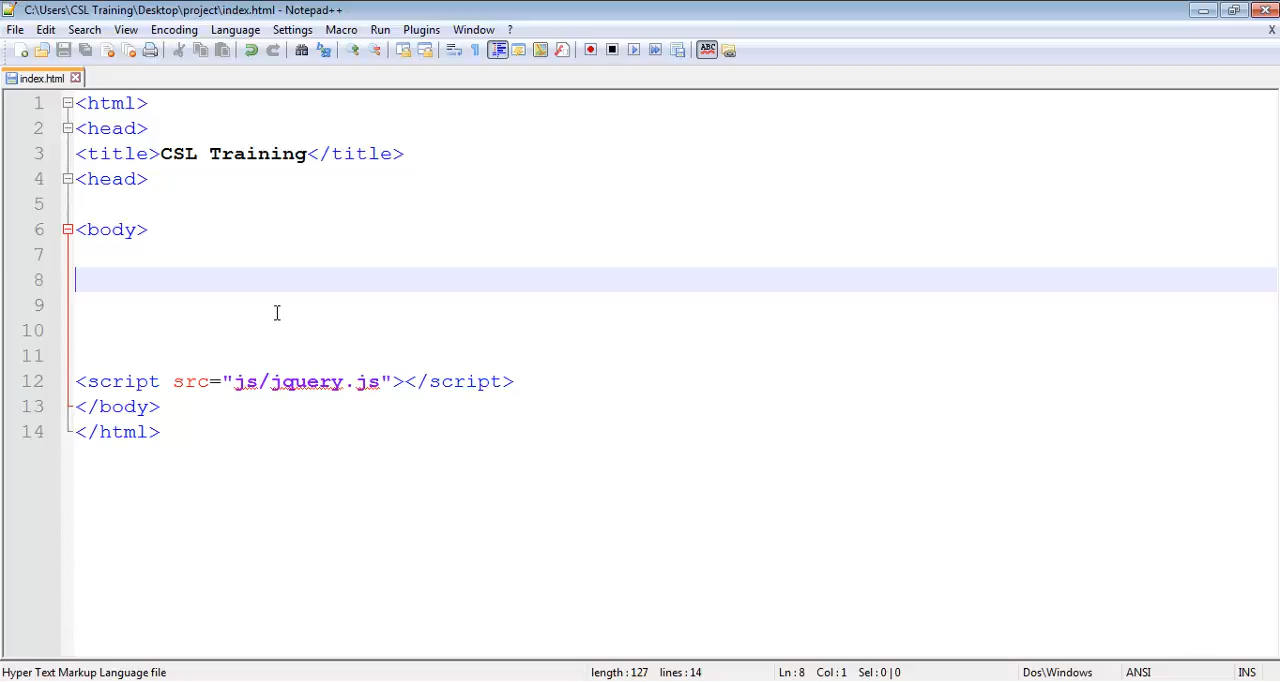 C:\Users\CSL Training\Desktop\project\index.html - Notepad++
File Edit Search View Encoding Language Settings Macro Run Plugins Window ? X
ABC
index.html
1 <html>
2 <head>
3 <title>CSL Training</title>
4 <head>
5
6 <body>
7
8
9
10
11
12 <script src="js/jquery.js"></script>
13 </body>
14 </html>
Hyper Text Markup Language file length : 127 lines : 14 Ln : 8 Col : 1 Sel : 0 | 0 Dos\Windows ANSI INS